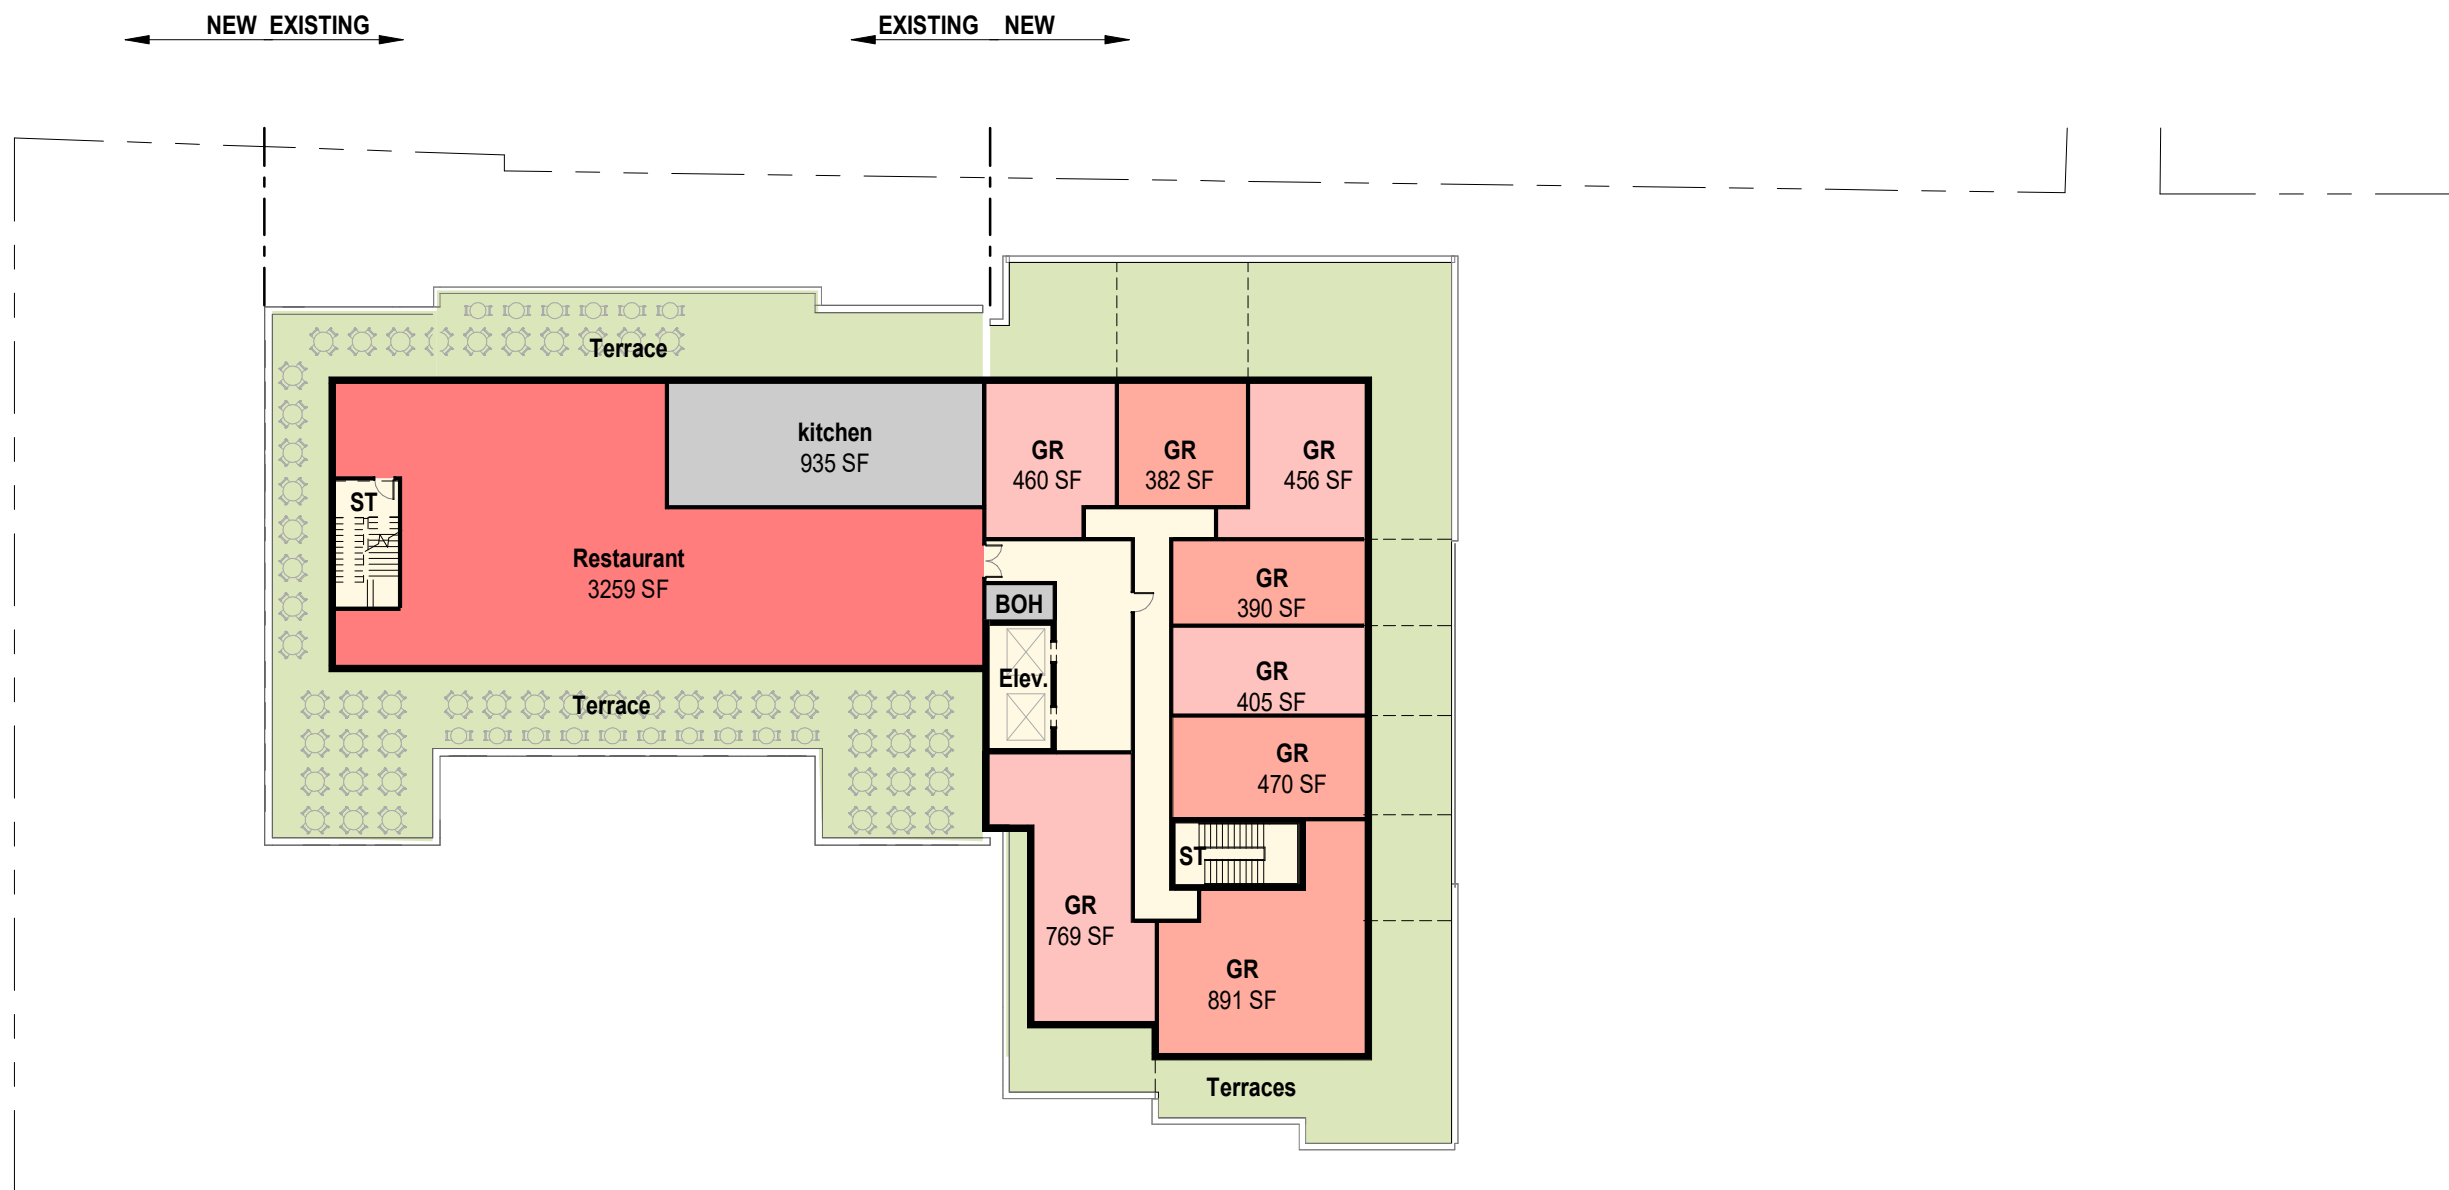 NEW EXISTING
EXISTING NEW
Terrace
kitchen
935 SF
GR
460 SF
GR
382 SF
GR
456 SF
ST
Restaurant
3259 SF
GR
390 SF
BOH
Elev.
GR
405 SF
Terrace
GR
470 SF
ST
GR
769 SF
GR
891 SF
Terraces